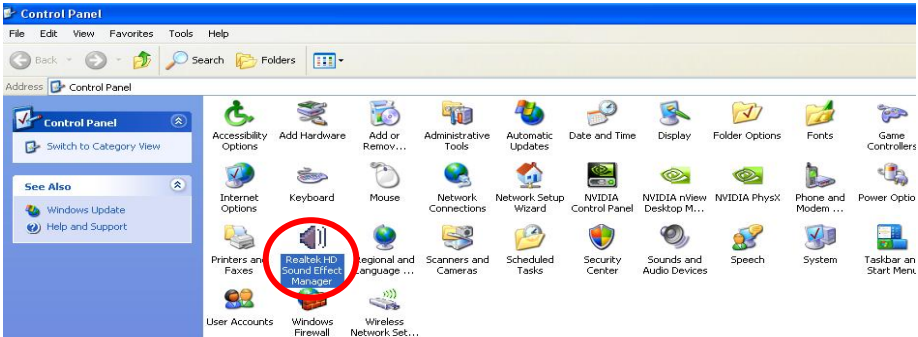 Control Panel
File Edit View Favorites Tools Help
Back Search Folders
Address Control Panel
Control Panel
Switch to Category View
See Also
Windows Update
Help and Support
Accessibility Options
Add Hardware
Add or Remov...
Administrative Tools
Automatic Updates
Date and Time
Display
Folder Options
Fonts
Game Controllers
Internet Options
Keyboard
Mouse
Network Connections
Network Setup Wizard
NVIDIA Control Panel
NVIDIA nView Desktop M...
NVIDIA PhysX
Phone and Modem ...
Power Optio
Printers and Faxes
Realtek HD Sound Effect Manager
Regional and Language ...
Scanners and Cameras
Scheduled Tasks
Security Center
Sounds and Audio Devices
Speech
System
Taskbar an
Start Menu
User Accounts
Windows Firewall
Wireless Network Set...